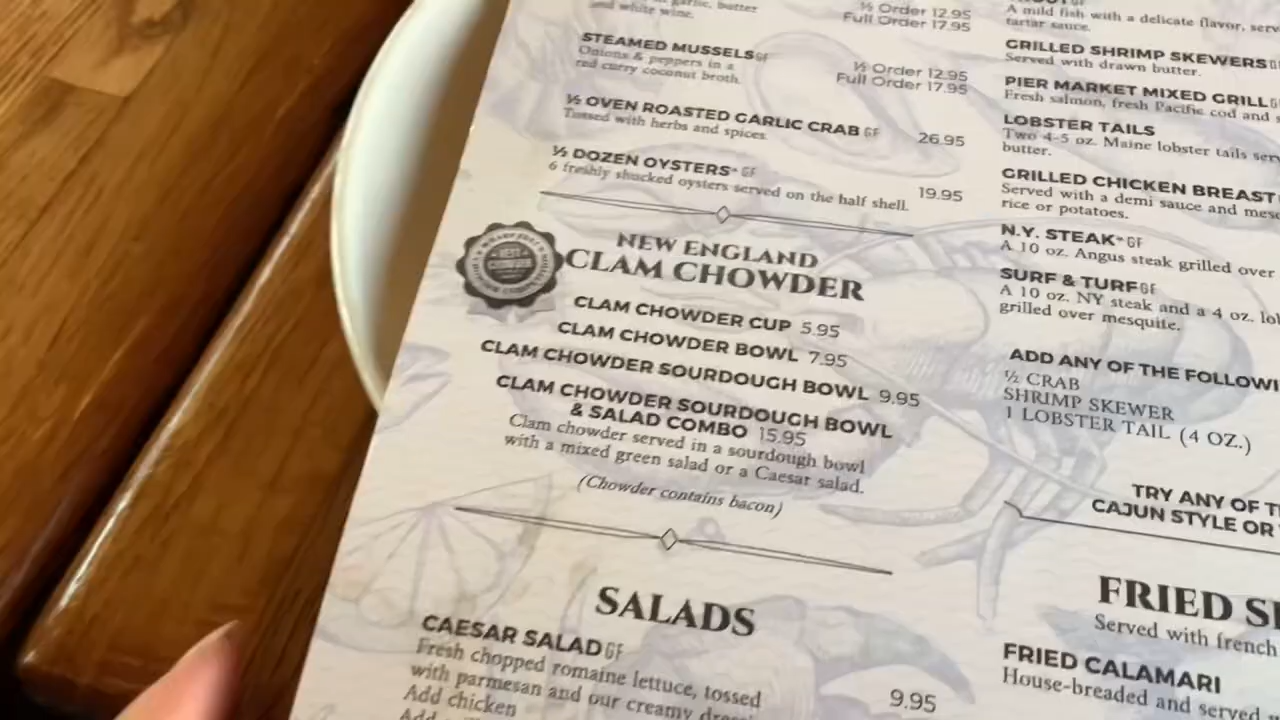 and white wine.
butter
½ Order 12.95
Full Order 17.95
STEAMED MUSSELS GF
Onions & peppers in a
red curry coconut broth.
½ Order 12.95
Full Order 17.95
½ OVEN ROASTED GARLIC CRAB GF
Tossed with herbs and spices.
26.95
½ DOZEN OYSTERS* GF
6 freshly shucked oysters served on the half shell.
19.95
NEW ENGLAND
CLAM CHOWDER
CLAM CHOWDER CUP 5.95
CLAM CHOWDER BOWL 7.95
CLAM CHOWDER SOURDOUGH BOWL 9.95
CLAM CHOWDER SOURDOUGH BOWL
& SALAD COMBO 15.95
Clam chowder served in a sourdough bowl
with a mixed green salad or a Caesar salad.
(Chowder contains bacon)
SALADS
CAESAR SALAD GF
Fresh chopped romaine lettuce, tossed
with parmesan and our creamy
Add chicken
Add
9.95
A mild fish with a delicate flavor,
tartar sauce.
GRILLED SHRIMP SKEWERS
Served with drawn butter.
PIER MARKET MIXED GRILL
Fresh salmon, fresh Pacific cod and
LOBSTER TAILS
Two 4-5 oz. Maine lobster tails
butter.
GRILLED CHICKEN BREAST
Served with a demi sauce and
rice or potatoes.
N.Y. STEAK* GF
A 10 oz. Angus steak grilled over
SURF & TURF GF
A 10 oz. NY steak and a 4 oz.
grilled over mesquite.
ADD ANY OF THE
½ CRAB
SHRIMP SKEWER
1 LOBSTER TAIL (4 OZ.)
TRY ANY OF
CAJUN STYLE OR
FRIED
Served with french
FRIED CALAMARI
House-breaded and served